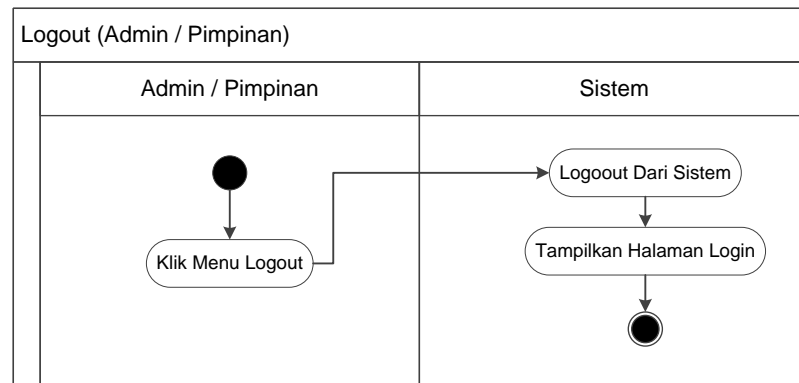 Logout (Admin / Pimpinan)
Admin / Pimpinan
Sistem
Logoout Dari Sistem
Klik Menu Logout
Tampilkan Halaman Login